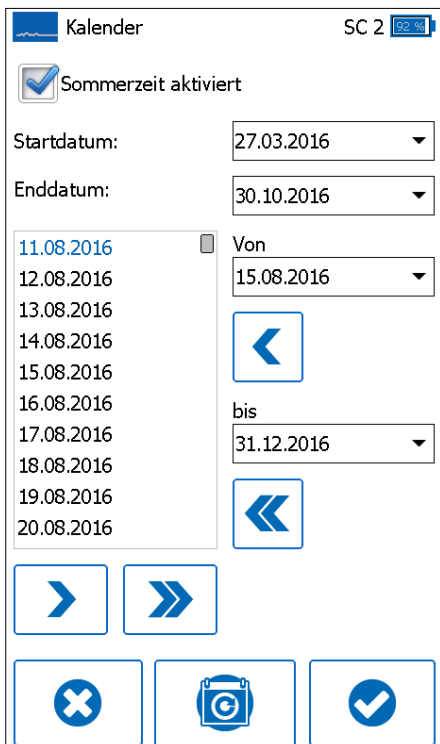 Kalender SC 2 92 %
Sommerzeit aktiviert
Startdatum: 27.03.2016
Enddatum: 30.10.2016
11.08.2016
12.08.2016
13.08.2016
14.08.2016
15.08.2016
16.08.2016
17.08.2016
18.08.2016
19.08.2016
20.08.2016
Von
15.08.2016
bis
31.12.2016